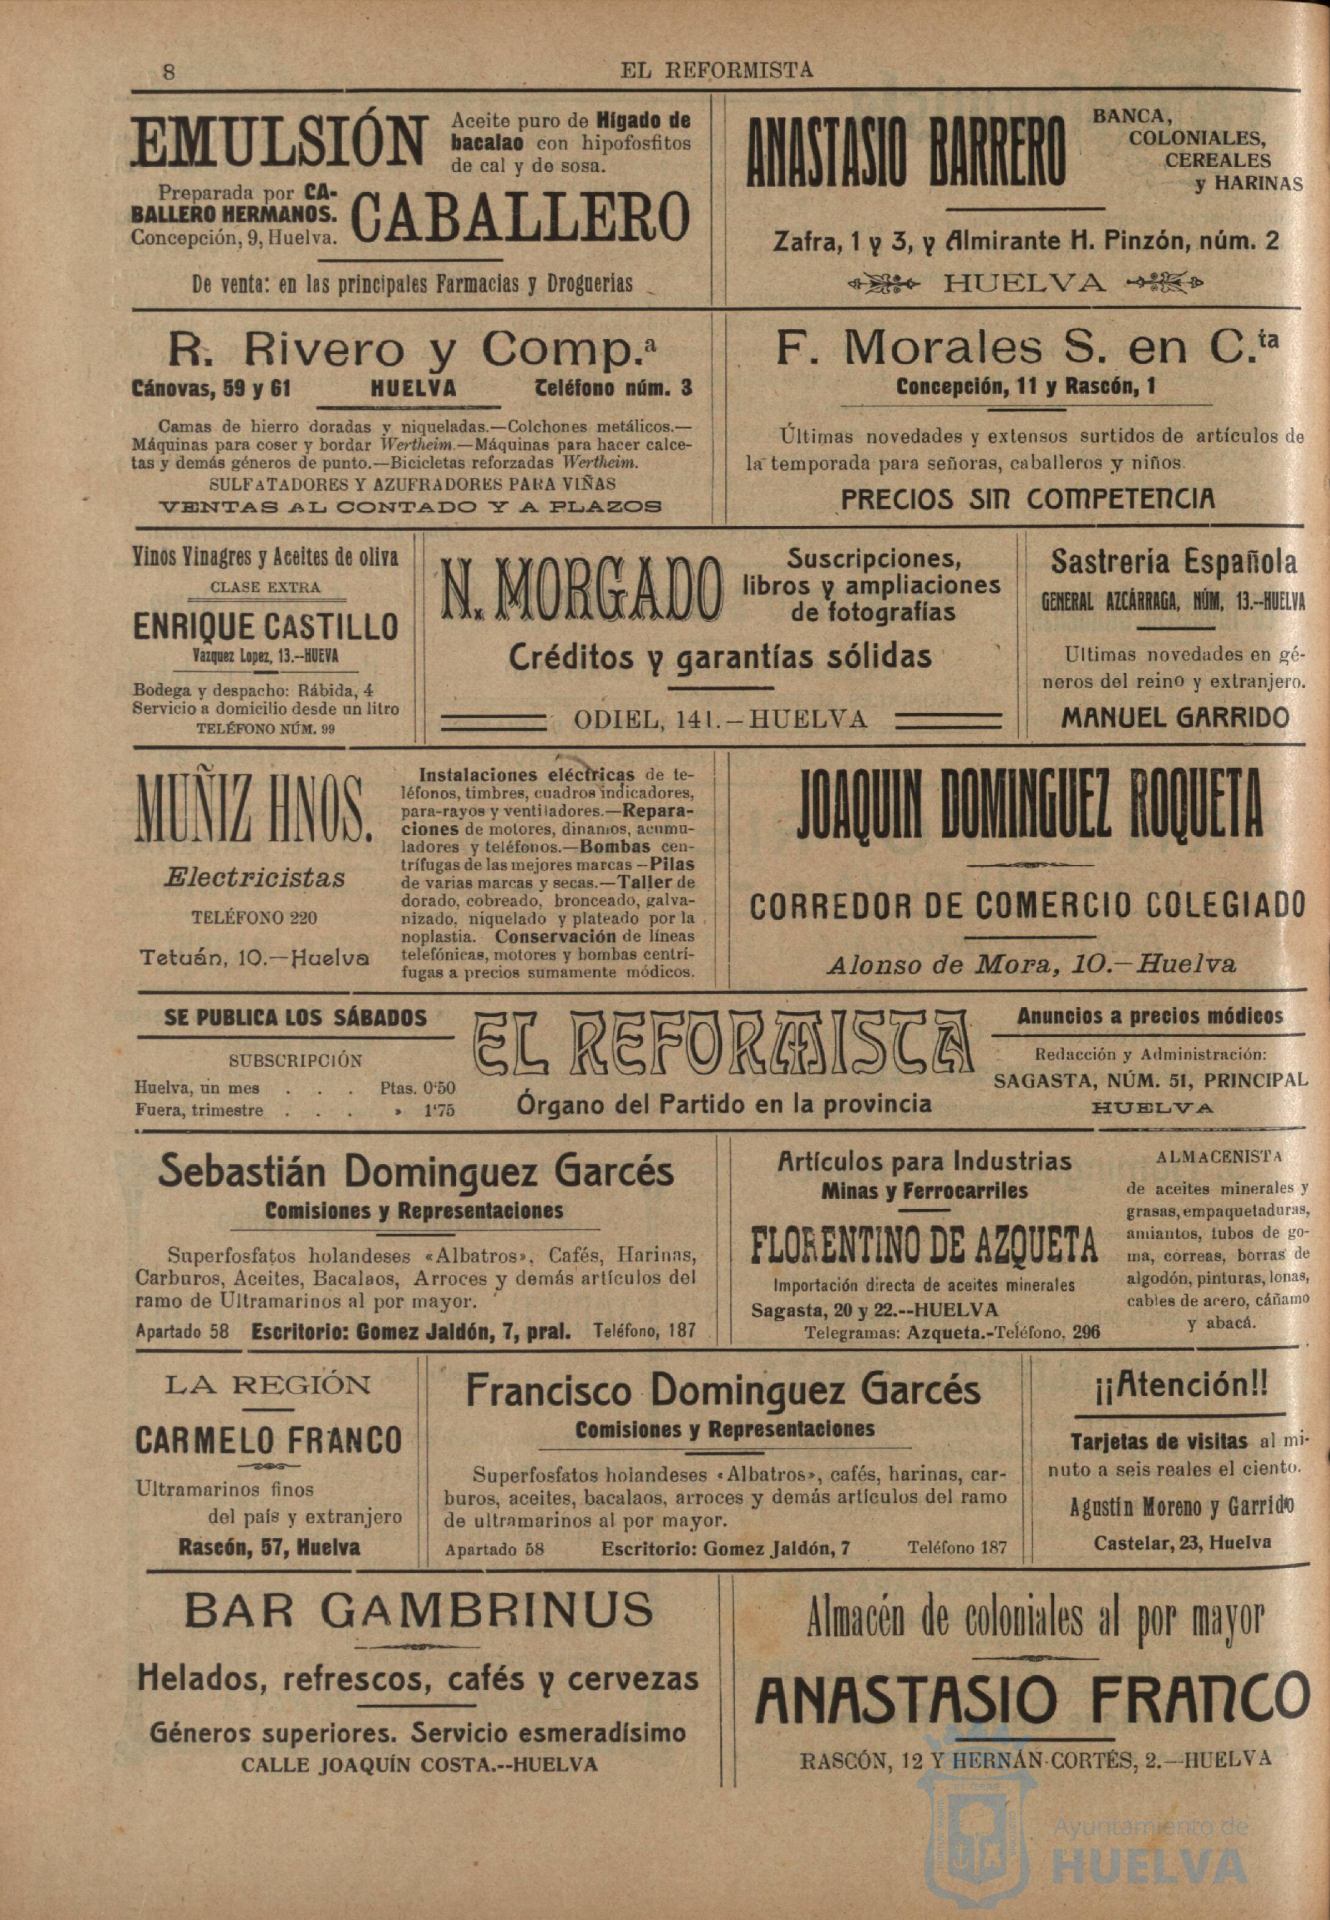 8
EL REFORMISTA
EMULSIÓN
Aceite puro de Hígado de
bacalao con hipofosfitos
de cal y de sosa.
Preparada por CA-
BALLERO HERMANOS.
Concepción, 9, Huelva.
CABALLERO
De venta: en las principales Farmacias y Droguerias
ANASTASIO BARRERO
BANCA,
COLONIALES,
CEREALES
y HARINAS
Zafra, 1 y 3, y Almirante H. Pinzón, núm. 2
HUELVA
R. Rivero y Comp.ª
Cánovas, 59 y 61 HUELVA Teléfono núm. 3
Camas de hierro doradas y niqueladas.—Colchones metálicos.—
Máquinas para coser y bordar Wertheim.—Máquinas para hacer calce-
tas y demás géneros de punto.—Bicicletas reforzadas Wertheim.
SULFATADORES Y AZUFRADORES PARA VIÑAS
VENTAS AL CONTADO Y A PLAZOS
F. Morales S. en C.ta
Concepción, 11 y Rascón, 1
Últimas novedades y extensos surtidos de artículos de
la temporada para señoras, caballeros y niños.
PRECIOS SIN COMPETENCIA
Vinos Vinagres y Aceites de oliva
CLASE EXTRA
ENRIQUE CASTILLO
Vazquez Lopez, 13.--HUEVA
Bodega y despacho: Rábida, 4
Servicio a domicilio desde un litro
TELÉFONO NÚM. 99
N. MORGADO
Suscripciones,
libros y ampliaciones
de fotografías
Créditos y garantías sólidas
ODIEL, 141.—HUELVA
Sastrería Española
GENERAL AZCÁRRAGA, NÚM, 13.--HUELVA
Ultimas novedades en gé-
neros del reino y extranjero.
MANUEL GARRIDO
MUÑIZ HNOS.
Electricistas
TELÉFONO 220
Tetuán, 10.—Huelva
Instalaciones eléctricas de te-
léfonos, timbres, cuadros indicadores,
para-rayos y ventiladores.—Repara-
ciones de motores, dinamos, acumu-
ladores y teléfonos.—Bombas cen-
trífugas de las mejores marcas—Pilas
de varias marcas y secas.—Taller de
dorado, cobreado, bronceado, galva-
nizado, niquelado y plateado por la
noplastia. Conservación de líneas
telefónicas, motores y bombas centrí-
fugas a precios sumamente módicos.
JOAQUIN DOMINGUEZ ROQUETA
CORREDOR DE COMERCIO COLEGIADO
Alonso de Mora, 10.—Huelva
SE PUBLICA LOS SÁBADOS
SUBSCRIPCIÓN
Huelva, un mes . . . Ptas. 0'50
Fuera, trimestre . . . » 1'75
EL REFORMISTA
Órgano del Partido en la provincia
Anuncios a precios módicos
Redacción y Administración:
SAGASTA, NÚM. 51, PRINCIPAL
HUELVA
Sebastián Dominguez Garcés
Comisiones y Representaciones
Superfosfatos holandeses «Albatros», Cafés, Harinas,
Carburos, Aceites, Bacalaos, Arroces y demás artículos del
ramo de Ultramarinos al por mayor.
Apartado 58 Escritorio: Gomez Jaldón, 7, pral. Teléfono, 187
Artículos para Industrias
Minas y Ferrocarriles
FLORENTINO DE AZQUETA
Importación directa de aceites minerales
Sagasta, 20 y 22.--HUELVA
Telegramas: Azqueta.-Teléfono, 296
ALMACENISTA
de aceites minerales y
grasas, empaquetaduras,
amiantos, tubos de go-
ma, correas, borras de
algodón, pinturas, lonas,
cables de acero, cáñamo
y abacá.
LA REGIÓN
CARMELO FRANCO
Ultramarinos finos
del país y extranjero
Rascón, 57, Huelva
Francisco Dominguez Garcés
Comisiones y Representaciones
Superfosfatos holandeses «Albatros», cafés, harinas, car-
buros, aceites, bacalaos, arroces y demás artículos del ramo
de ultramarinos al por mayor.
Apartado 58 Escritorio: Gomez Jaldón, 7 Teléfono 187
¡¡Atención!!
Tarjetas de visitas al mi-
nuto a seis reales el ciento.
Agustín Moreno y Garrido
Castelar, 23, Huelva
BAR GAMBRINUS
Helados, refrescos, cafés y cervezas
Géneros superiores. Servicio esmeradísimo
CALLE JOAQUÍN COSTA.--HUELVA
Almacén de coloniales al por mayor
ANASTASIO FRANCO
RASCÓN, 12 Y HERNÁN-CORTÉS, 2.—HUELVA
Ayuntamiento de
HUELVA